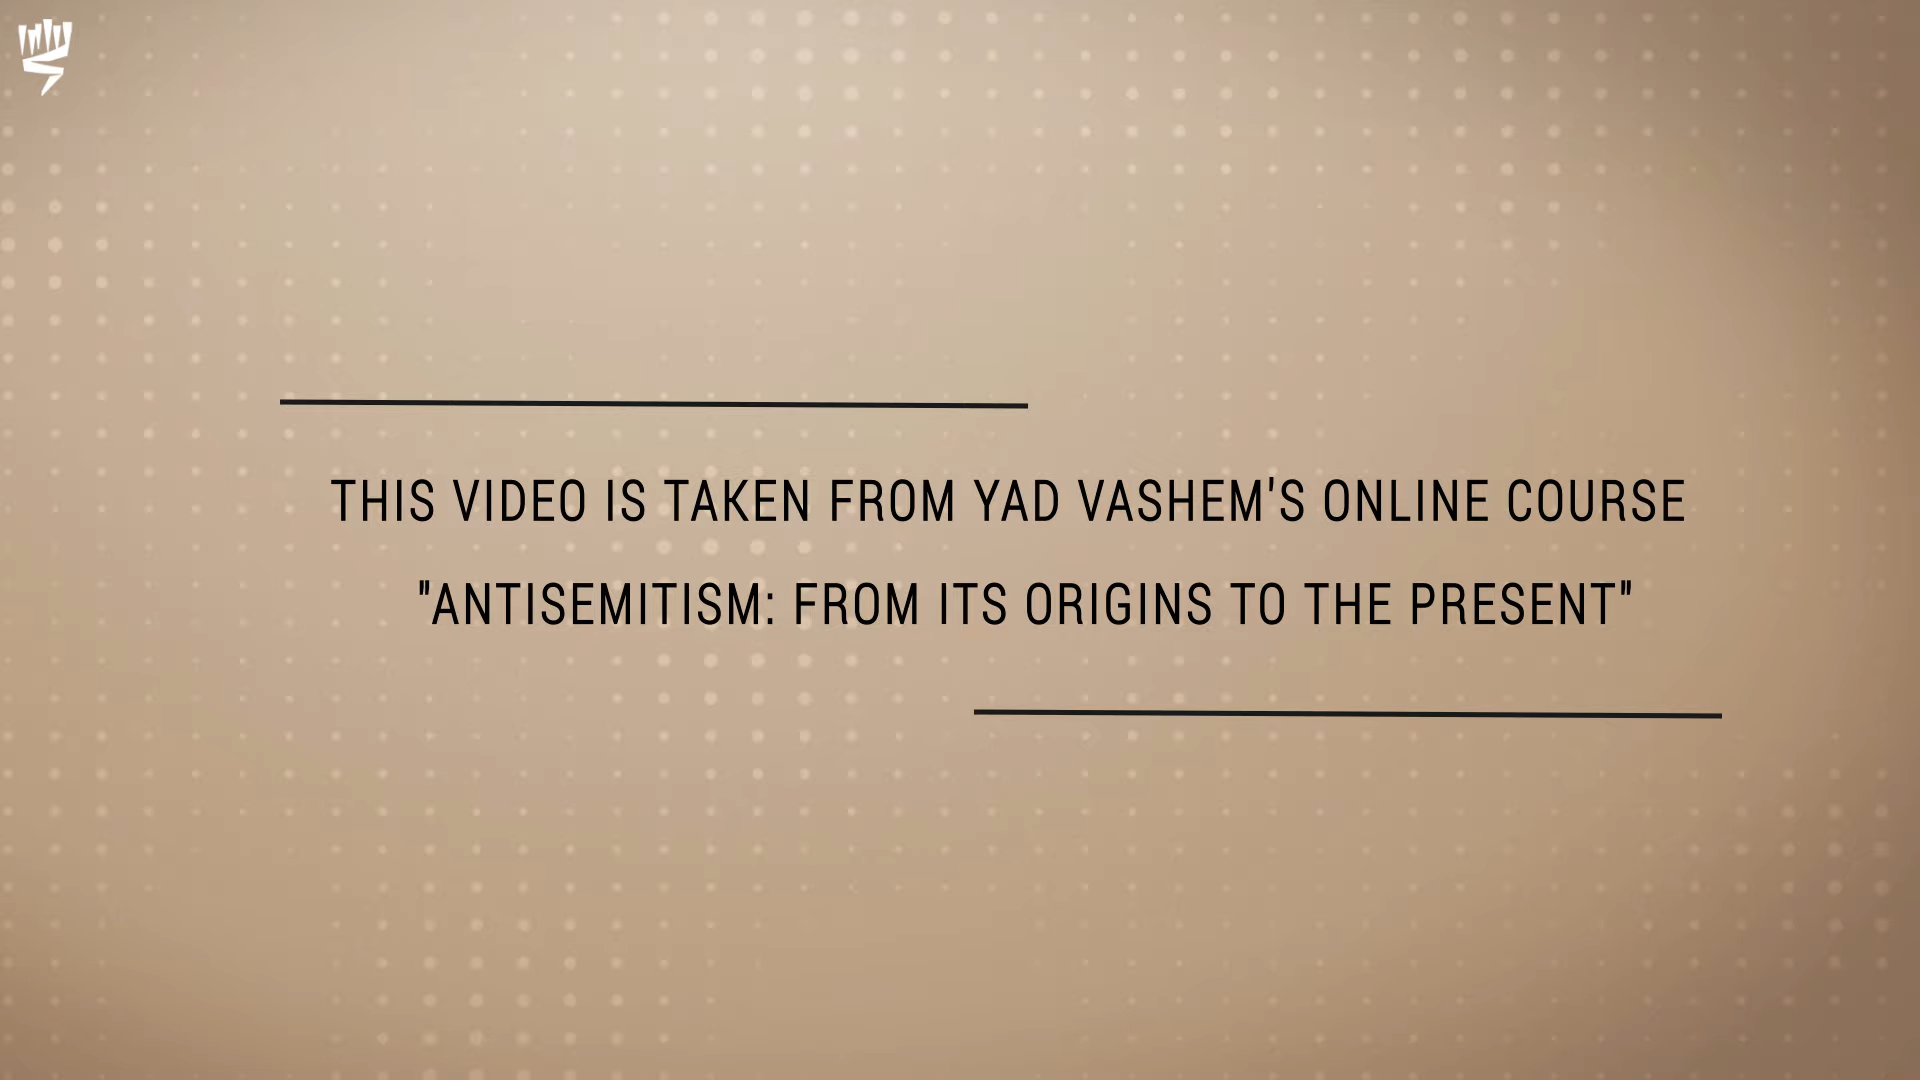 THIS VIDEO IS TAKEN FROM YAD VASHEM'S ONLINE COURSE
"ANTISEMITISM: FROM ITS ORIGINS TO THE PRESENT"